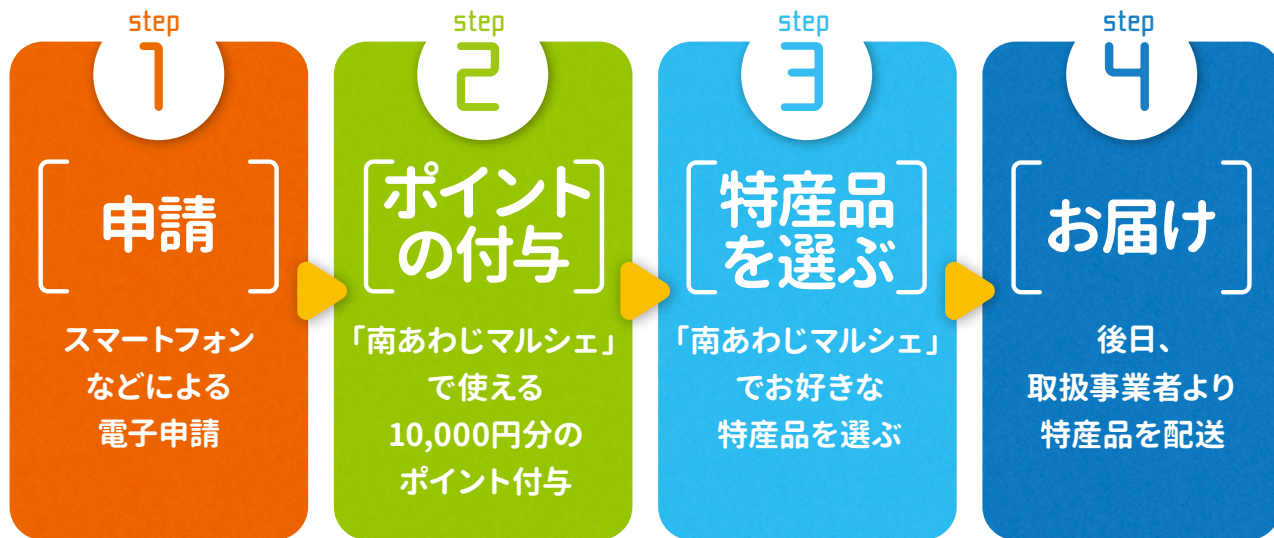 step
1
申請
スマートフォン
などによる
電子申請
step
2
ポイント
の付与
「南あわじマルシェ」
で使える
10,000円分の
ポイント付与
step
3
特産品
を選ぶ
「南あわじマルシェ」
でお好きな
特産品を選ぶ
step
4
お届け
後日、
取扱事業者より
特産品を配送